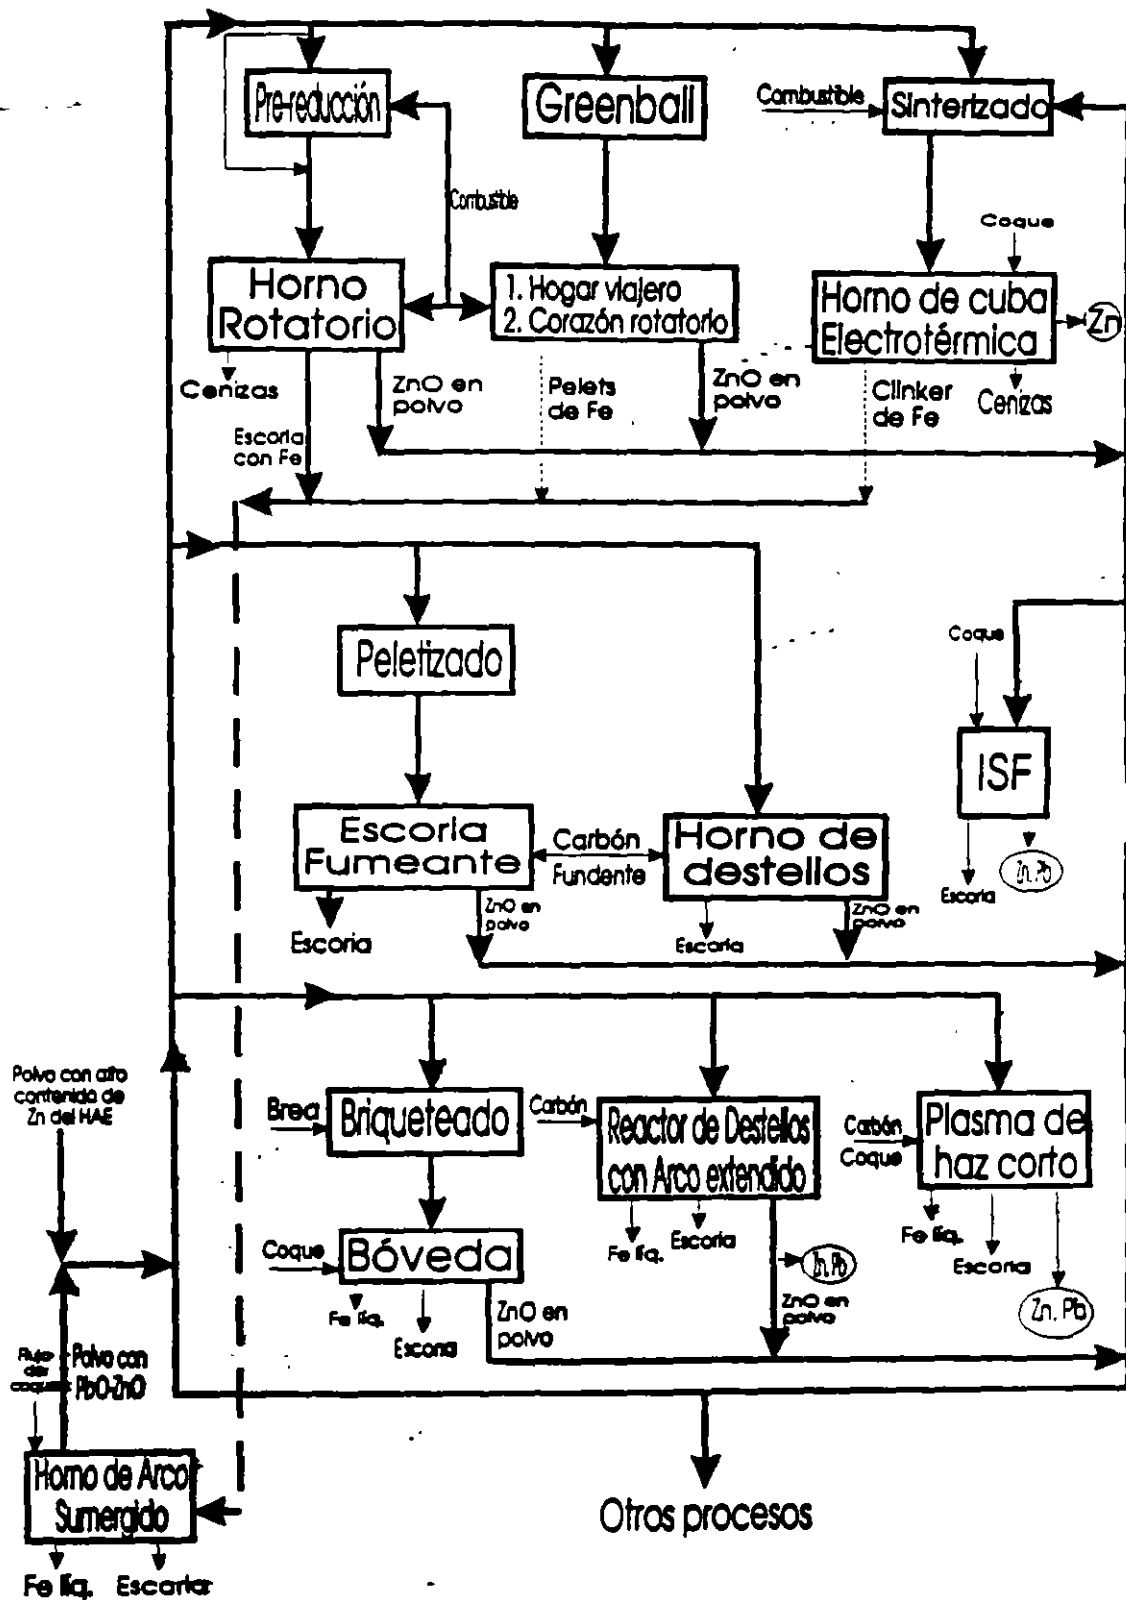 Pre-reducción
Greenball
Combustible
Sinterizado
Combustible
Coque
Horno
Rotatorio
1. Hogar viajero
2. Corazón rotatorio
Horno de cuba
Electrotérmica
Zn
Cenizas
ZnO en
polvo
Pelets
de Fe
ZnO en
polvo
Clinker
de Fe
Cenizas
Escoria
con Fe
Peletizado
Coque
ISF
Escoria
Fumeante
Carbón
Fundente
Horno de
destellos
Escoria
Zn. Pb
Escoria
ZnO en
polvo
Escoria
ZnO en
polvo
Polvo con alto
contenida de
Zn del HAE
Brea
Briqueteado
Carbón
Reactor de Destellos
con Arco extendido
Carbón
Coque
Plasma de
haz corto
Coque
Bóveda
Fe líq.
Escoria
Zn. Pb
Fe líq.
Escoria
Zn. Pb
Fe líq.
Escoria
ZnO en
polvo
ZnO en
polvo
Polvo con
PbO-ZnO
Horno de Arco
Sumergido
Otros procesos
Fe líq.
Escoria